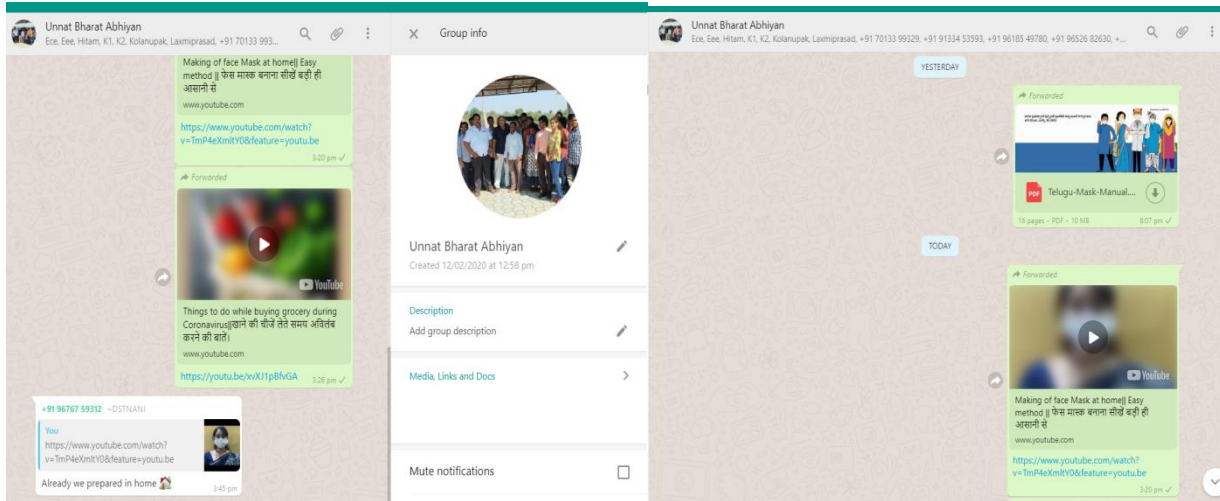 Unnat Bharat Abhiyan
Ece, Eee, Hitam, K1, K2, Kolanupak, Laxmiprasad, +91 70133 993...
Making of face Mask at home|| Easy
method || फेस मास्क बनाना सीखें बड़ी ही
आसानी से
www.youtube.com
https://www.youtube.com/watch?
v=TmP4eXmItY0&feature=youtu.be
3:20 pm
Forwarded
YouTube
Things to do while buying grocery during
Coronavirus||खाने की चीजें लेते समय अवितंब
करने की बातें।
www.youtube.com
https://youtu.be/xvXJ1pBfvGA
3:26 pm
+91 96767 59312 ~DSTNANI
You
https://www.youtube.com/watch?
v=TmP4eXmItY0&feature=youtu.be
Already we prepared in home
3:45 pm
Group info
Unnat Bharat Abhiyan
Created 12/02/2020 at 12:58 pm
Description
Add group description
Media, Links and Docs
Mute notifications
Unnat Bharat Abhiyan
Ece, Eee, Hitam, K1, K2, Kolanupak, Laxmiprasad, +91 70133 99329, +91 91334 53593, +91 96185 49780, +91 96526 82630, +...
YESTERDAY
Forwarded
PDF
Telugu-Mask-Manual....
16 pages - PDF - 10 MB
8:07 pm
TODAY
Forwarded
YouTube
Making of face Mask at home|| Easy
method || फेस मास्क बनाना सीखें बड़ी ही
आसानी से
www.youtube.com
https://www.youtube.com/watch?
v=TmP4eXmItY0&feature=youtu.be
3:20 pm